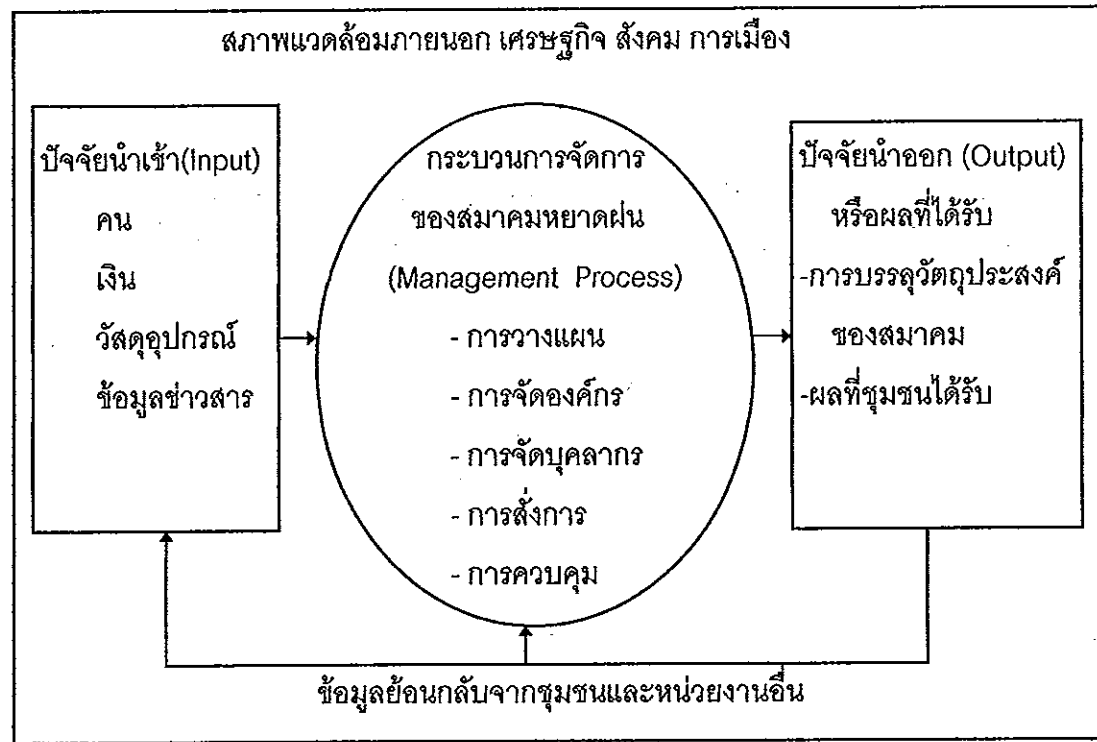 สภาพแวดล้อมภายนอก เศรษฐกิจ สังคม การเมือง
ปัจจัยนำเข้า(Input)
คน
เงิน
วัสดุอุปกรณ์
ข้อมูลข่าวสาร
กระบวนการจัดการ
ของสมาคมหยาดฝน
(Management Process)
- การวางแผน
- การจัดองค์กร
- การจัดบุคลากร
- การสั่งการ
- การควบคุม
ปัจจัยนำออก (Output)
หรือผลที่ได้รับ
-การบรรลุวัตถุประสงค์
ของสมาคม
-ผลที่ชุมชนได้รับ
ข้อมูลย้อนกลับจากชุมชนและหน่วยงานอื่น